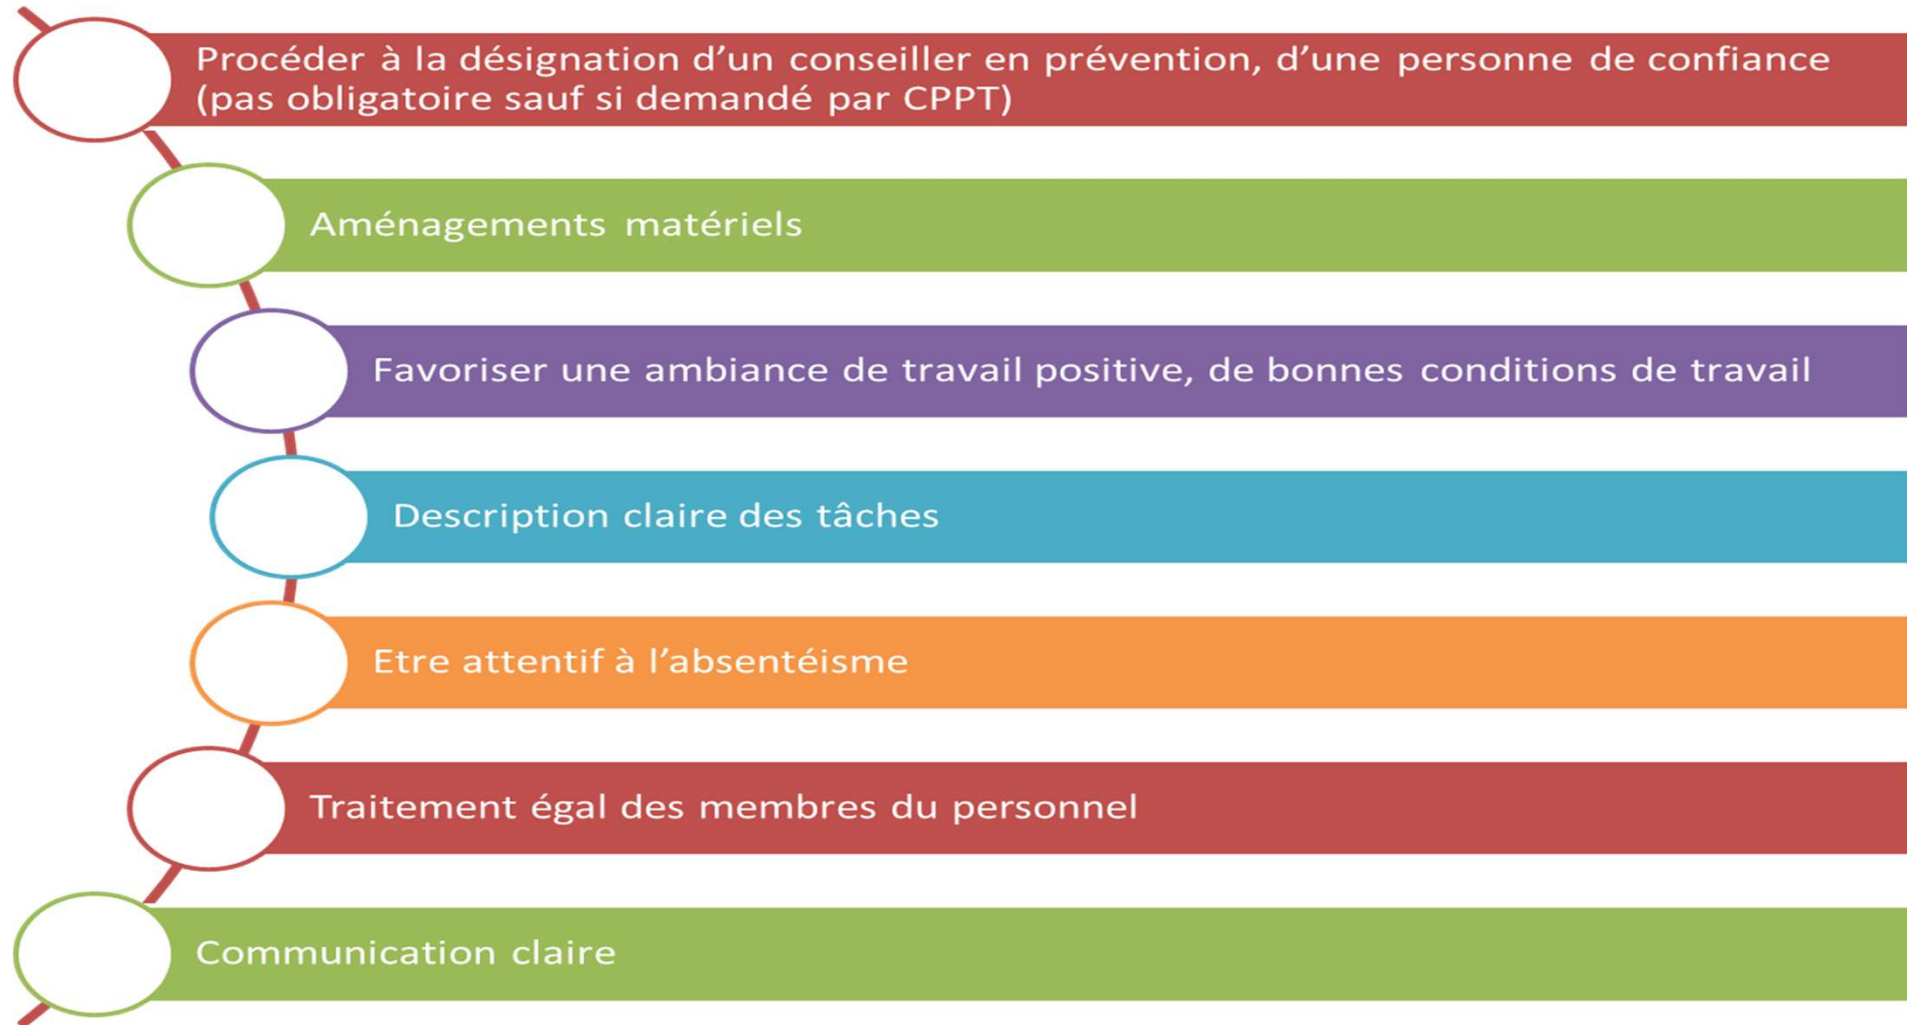 Procéder à la désignation d’un conseiller en prévention, d’une personne de confiance
(pas obligatoire sauf si demandé par CPPT)
Aménagements matériels
Favoriser une ambiance de travail positive, de bonnes conditions de travail
Description claire des tâches
Etre attentif à l’absentéisme
Traitement égal des membres du personnel
Communication claire